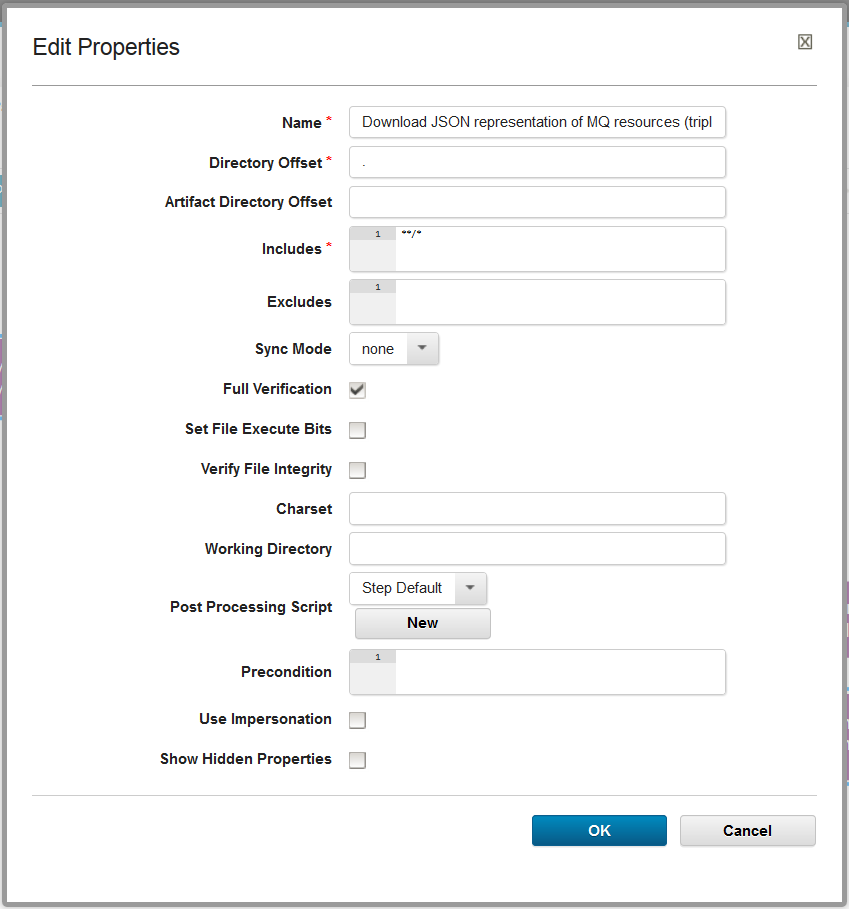 Edit Properties
Name *
Download JSON representation of MQ resources (tripl
Directory Offset *
.
Artifact Directory Offset
Includes *
1 **/*
Excludes
1
Sync Mode
none
Full Verification
Set File Execute Bits
Verify File Integrity
Charset
Working Directory
Post Processing Script
Step Default
New
Precondition
1
Use Impersonation
Show Hidden Properties
OK
Cancel